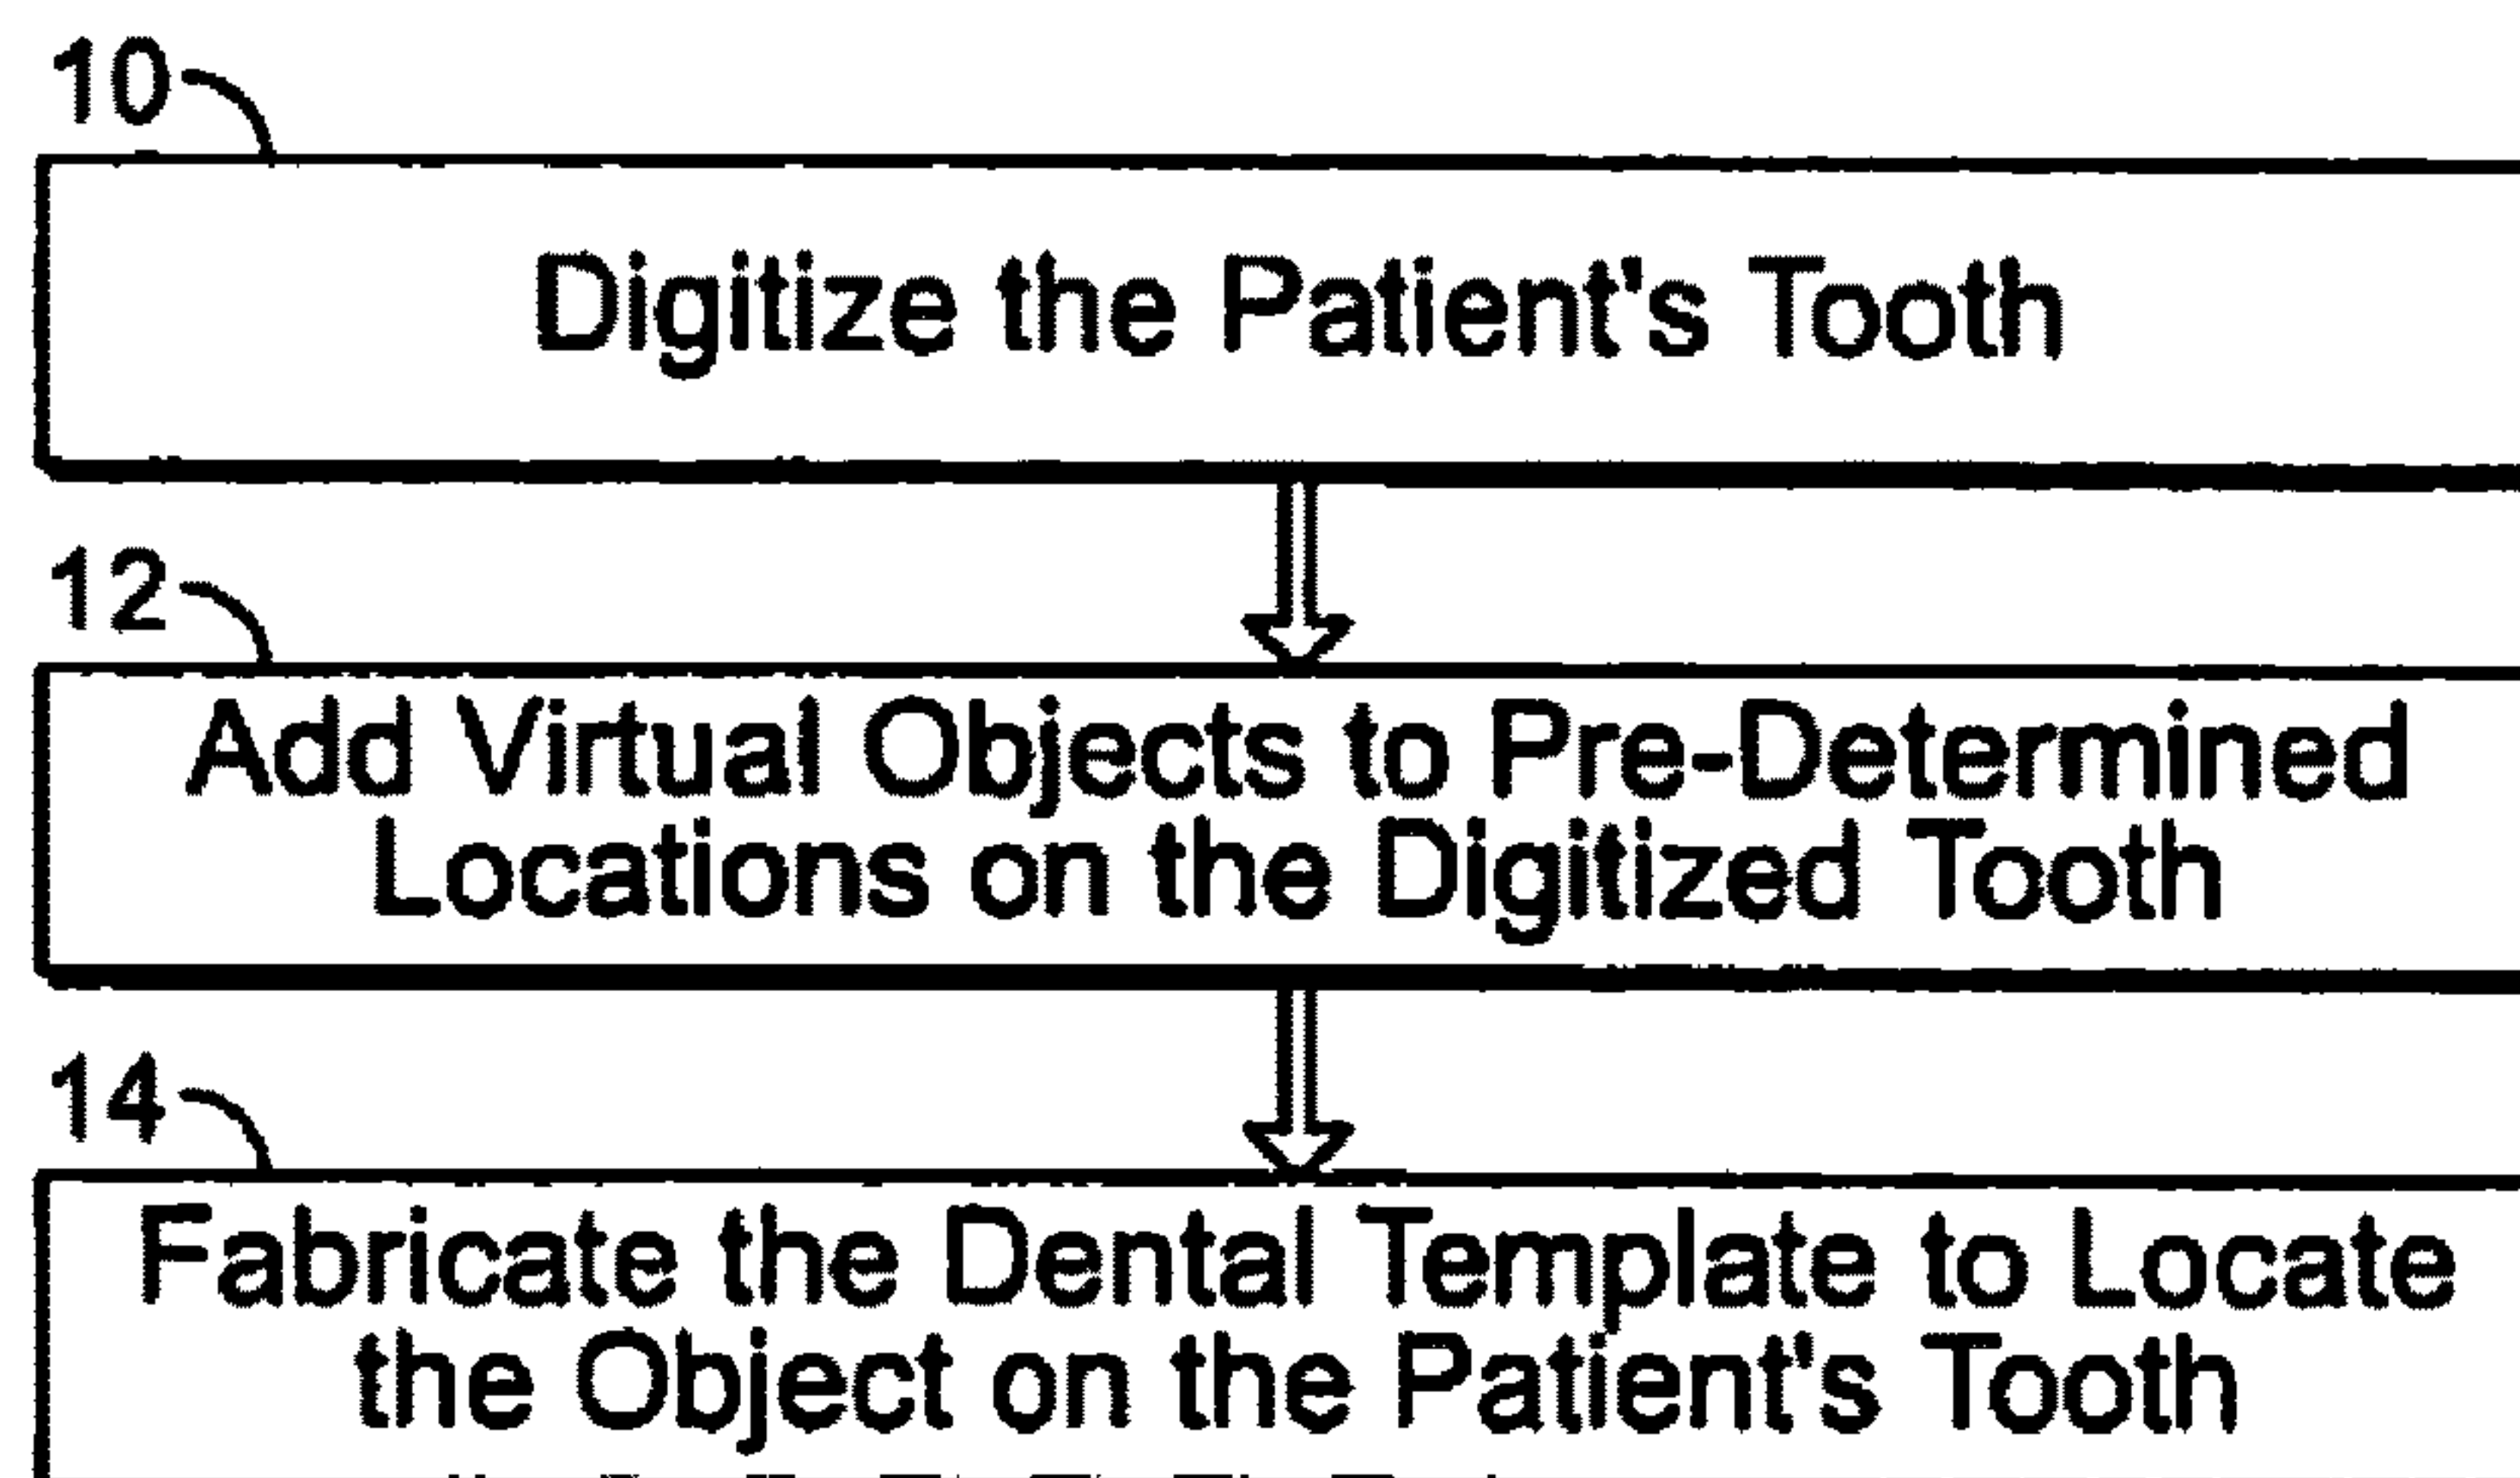 10
Digitize the Patient's Tooth
12
Add Virtual Objects to Pre-Determined
Locations on the Digitized Tooth
14
Fabricate the Dental Template to Locate
the Object on the Patient's Tooth